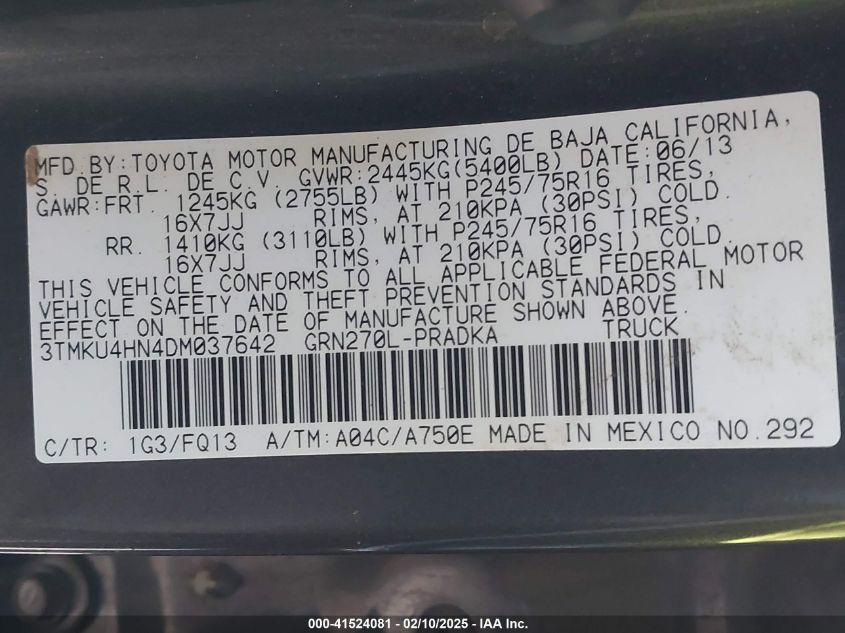 MFD.BY:TOYOTA MOTOR MANUFACTURING DE BAJA CALIFORNIA,
S. DE R.L. DE C.V. GVWR:2445KG(5400LB) DATE:06/13
GAWR:FRT. 1245KG (2755LB) WITH P245/75R16 TIRES,
16X7JJ RIMS, AT 210KPA (30PSI) COLD.
RR. 1410KG (3110LB) WITH P245/75R16 TIRES,
16X7JJ RIMS, AT 210KPA (30PSI) COLD.
THIS VEHICLE CONFORMS TO ALL APPLICABLE FEDERAL MOTOR
VEHICLE SAFETY AND THEFT PREVENTION STANDARDS IN
EFFECT ON THE DATE OF MANUFACTURE SHOWN ABOVE.
3TMKU4HN4DM037642 GRN270L-PRADKA TRUCK
C/TR: 1G3/FQ13 A/TM:A04C/A750E MADE IN MEXICO NO.292
000-41524081 - 02/10/2025 - IAA Inc.